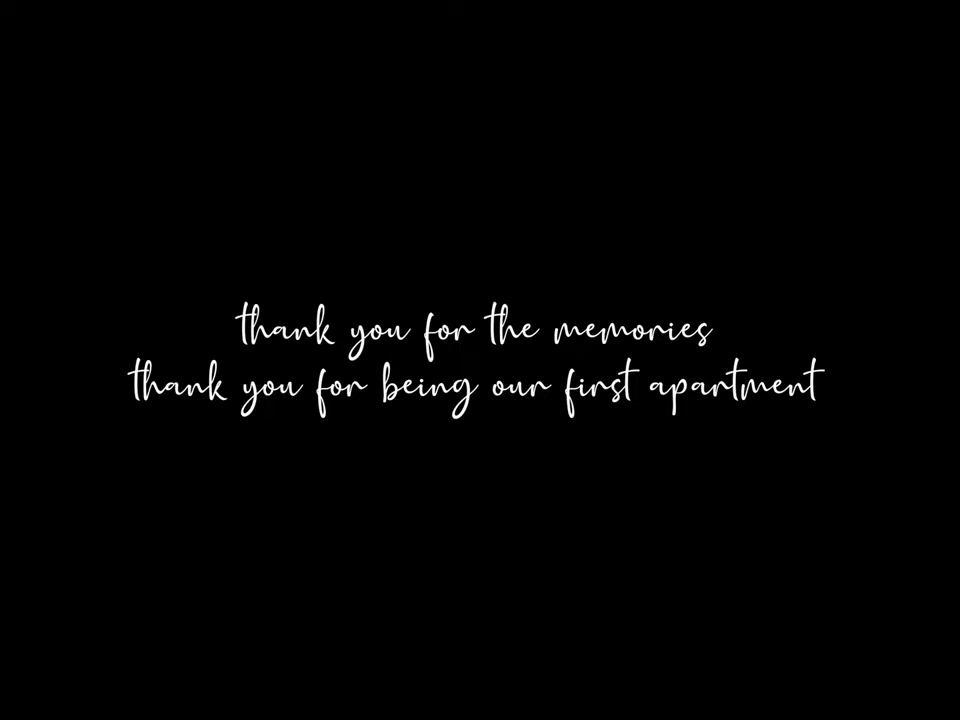 thank you for the memories
thank you for being our first apartment